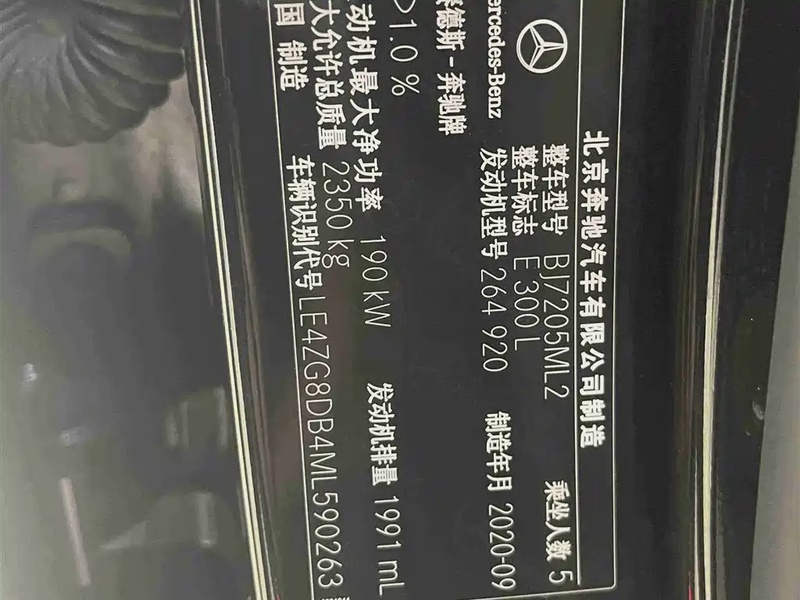 北京奔驰汽车有限公司制造
整车型号 BJ7205ML2 乘坐人数 5
整车标志 E 300 L
发动机型号 264 920 制造年月 2020-09
Mercedes-Benz
赛德斯-奔驰牌
>1.0 %
动机最大净功率 190 kW 发动机排量 1991 mL
大允许总质量 2350 kg
国 制造 车辆识别代号 LE4ZG8DB4ML590263